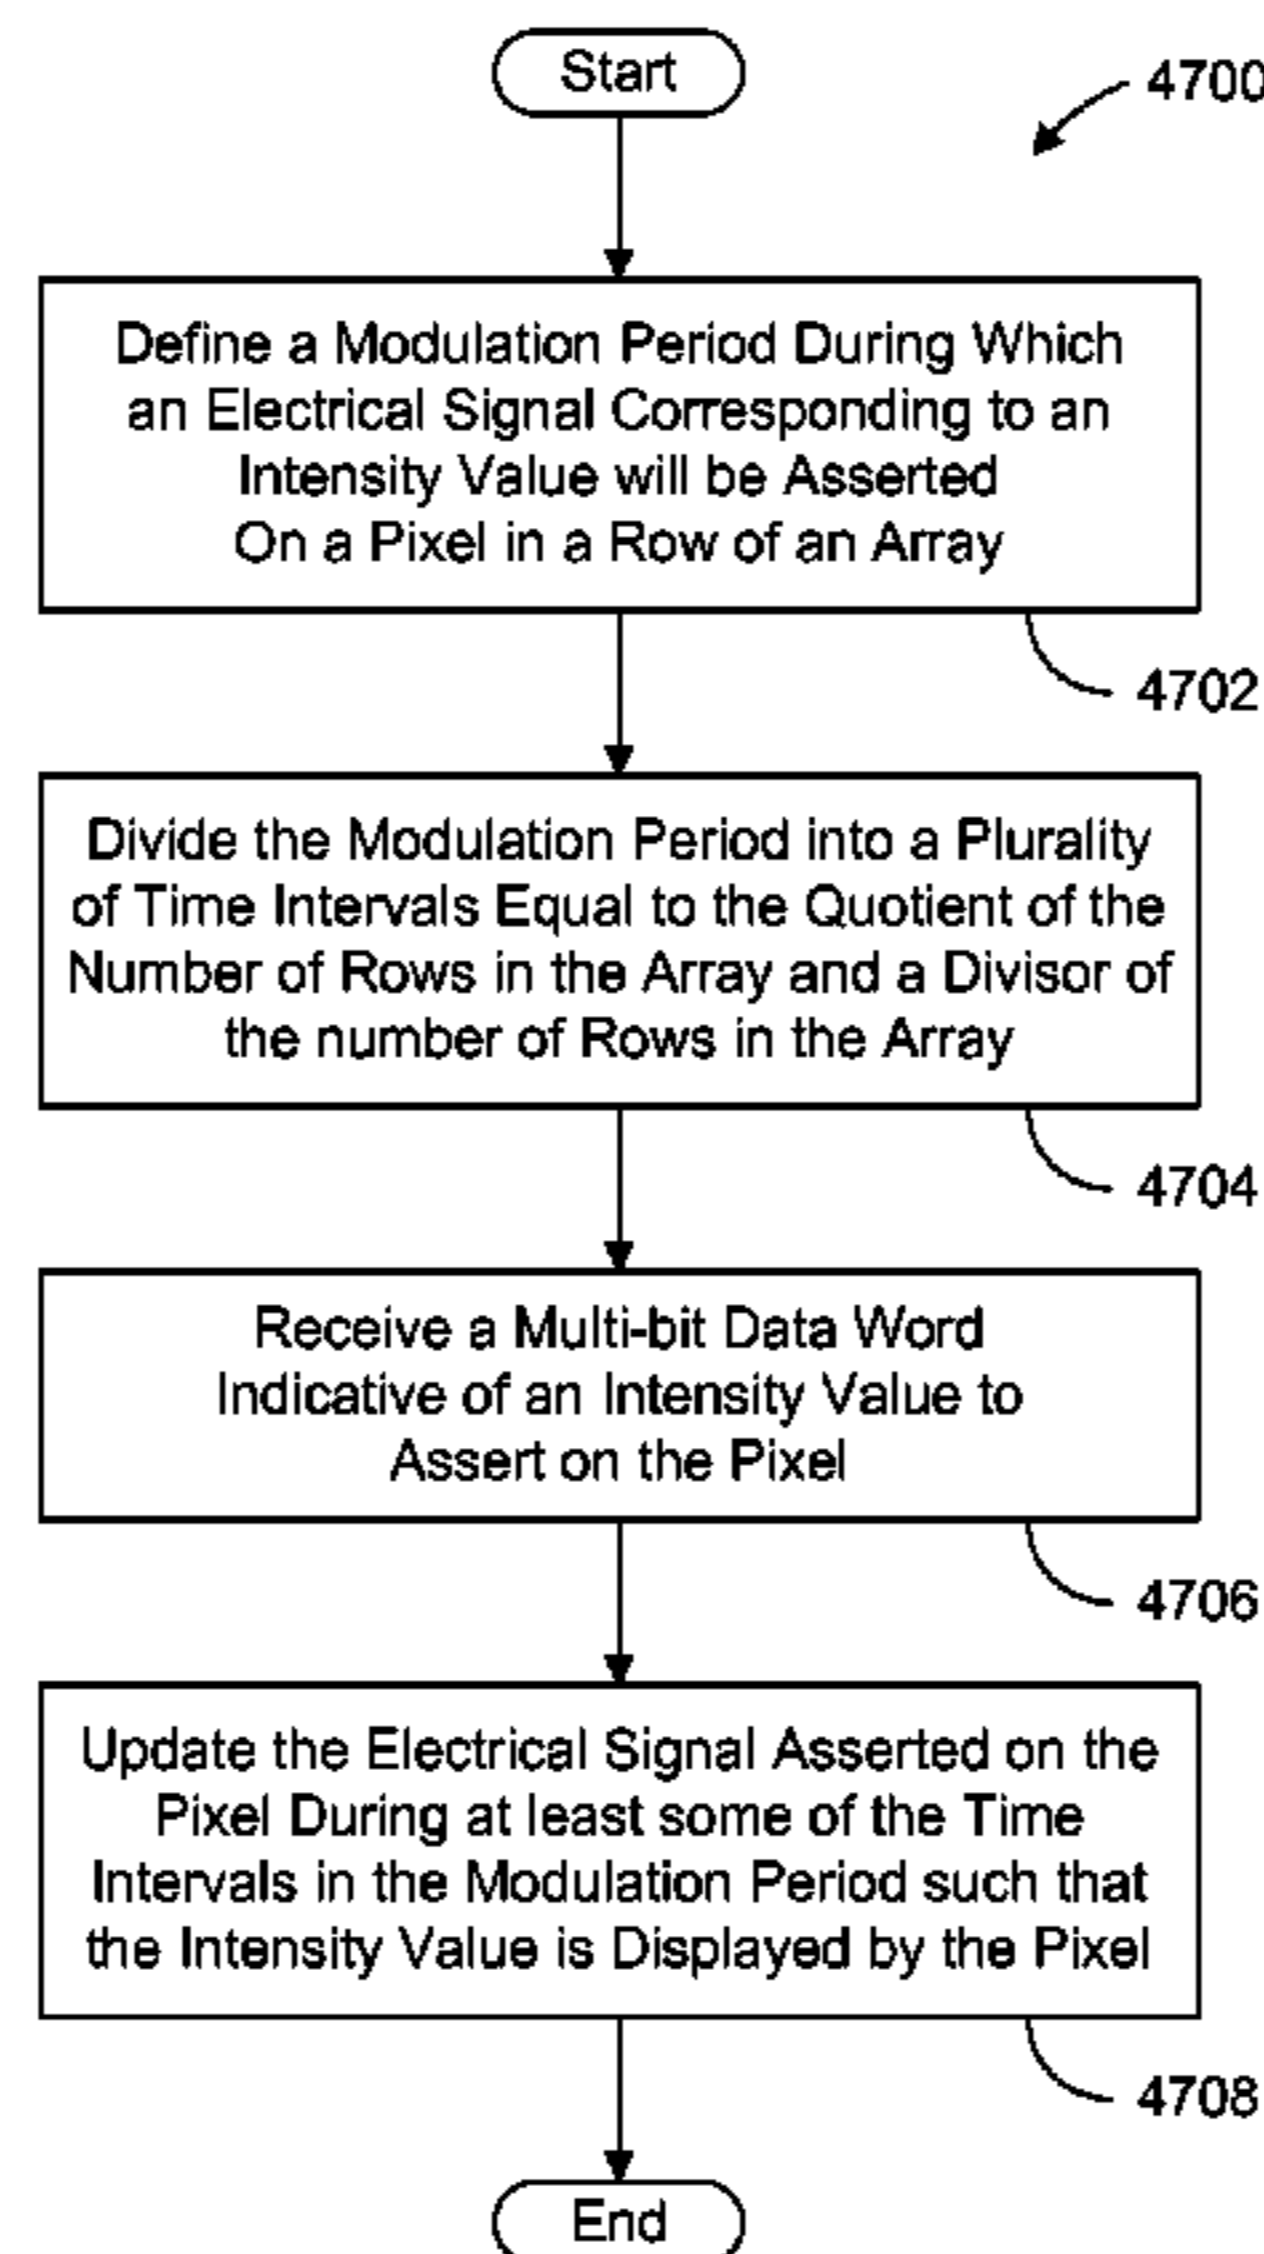 Start
4700
Define a Modulation Period During Which
an Electrical Signal Corresponding to an
Intensity Value will be Asserted
On a Pixel in a Row of an Array
4702
Divide the Modulation Period into a Plurality
of Time Intervals Equal to the Quotient of the
Number of Rows in the Array and a Divisor of
the number of Rows in the Array
4704
Receive a Multi-bit Data Word
Indicative of an Intensity Value to
Assert on the Pixel
4706
Update the Electrical Signal Asserted on the
Pixel During at least some of the Time
Intervals in the Modulation Period such that
the Intensity Value is Displayed by the Pixel
4708
End